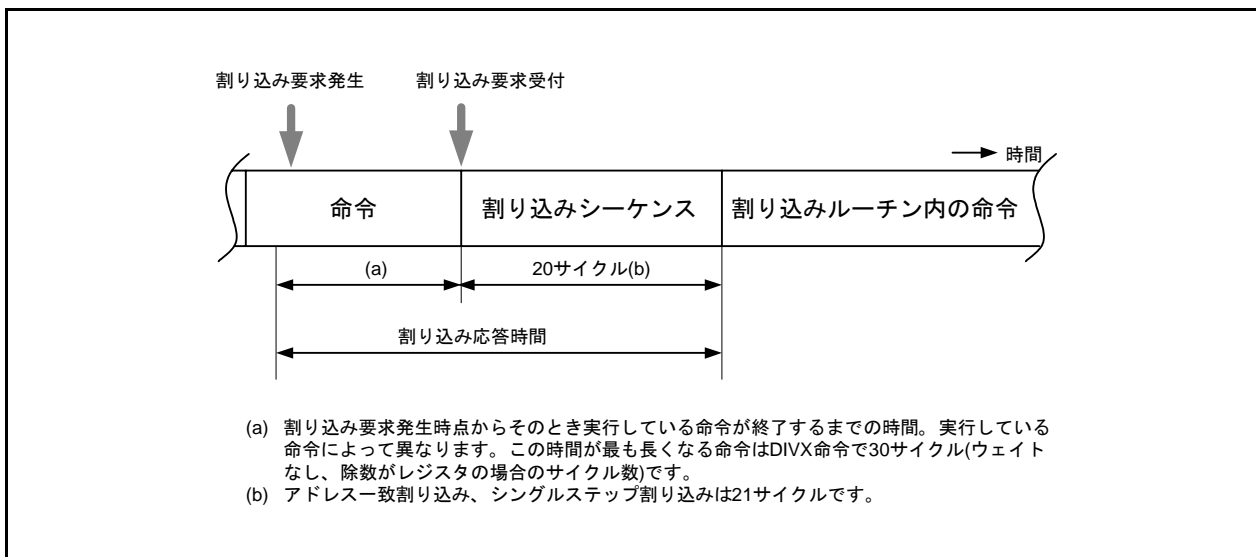 割り込み要求発生
割り込み要求受付
時間
命令
割り込みシーケンス
割り込みルーチン内の命令
(a)
20サイクル(b)
割り込み応答時間
(a) 割り込み要求発生時点からそのとき実行している命令が終了するまでの時間。実行している
命令によって異なります。この時間が最も長くなる命令はDIVX命令で30サイクル(ウェイト
なし、除数がレジスタの場合のサイクル数)です。
(b) アドレス一致割り込み、シングルステップ割り込みは21サイクルです。